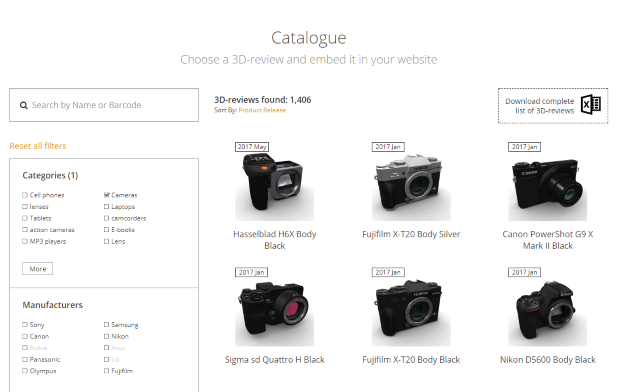 Catalogue
Choose a 3D-review and embed it in your website
Search by Name or Barcode
3D-reviews found: 1,406
Sort By: Product Release
Download complete
list of 3D-reviews
Reset all filters
Categories (1)
Cell phones
Cameras
lenses
Laptops
Tablets
camcorders
action cameras
E-books
MP3 players
Lens
More
Manufacturers
Sony
Samsung
Canon
Nikon
Nokia
Asus
Panasonic
LG
Olympus
Fujifilm
2017 May
Hasselblad H6X Body
Black
2017 Jan
Fujifilm X-T20 Body Silver
2017 Jan
Canon
Canon PowerShot G9 X
Mark II Black
2017 Jan
Sigma sd Quattro H Black
2017 Jan
Fujifilm X-T20 Body Black
2017 Jan
Nikon D5600 Body Black